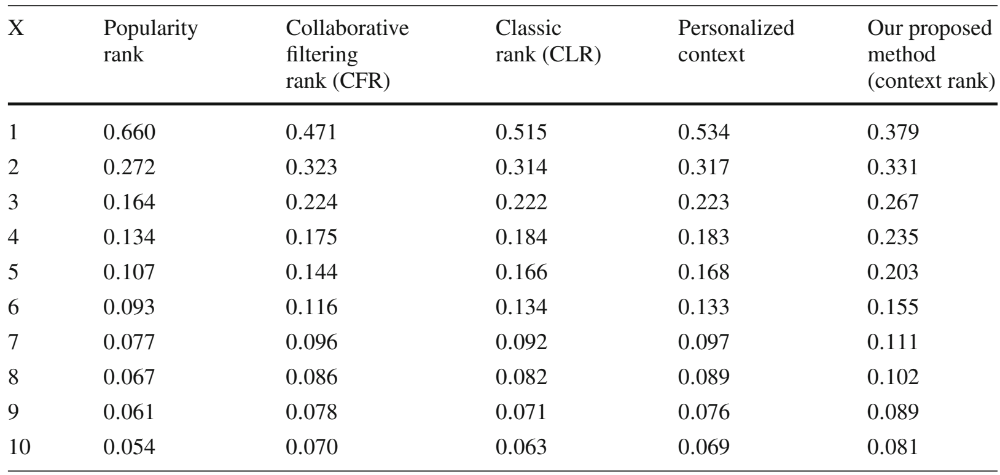 X Popularity rank Collaborative filtering rank (CFR) Classic rank (CLR) Personalized context Our proposed method (context rank)
1 0.660 0.471 0.515 0.534 0.379
2 0.272 0.323 0.314 0.317 0.331
3 0.164 0.224 0.222 0.223 0.267
4 0.134 0.175 0.184 0.183 0.235
5 0.107 0.144 0.166 0.168 0.203
6 0.093 0.116 0.134 0.133 0.155
7 0.077 0.096 0.092 0.097 0.111
8 0.067 0.086 0.082 0.089 0.102
9 0.061 0.078 0.071 0.076 0.089
10 0.054 0.070 0.063 0.069 0.081